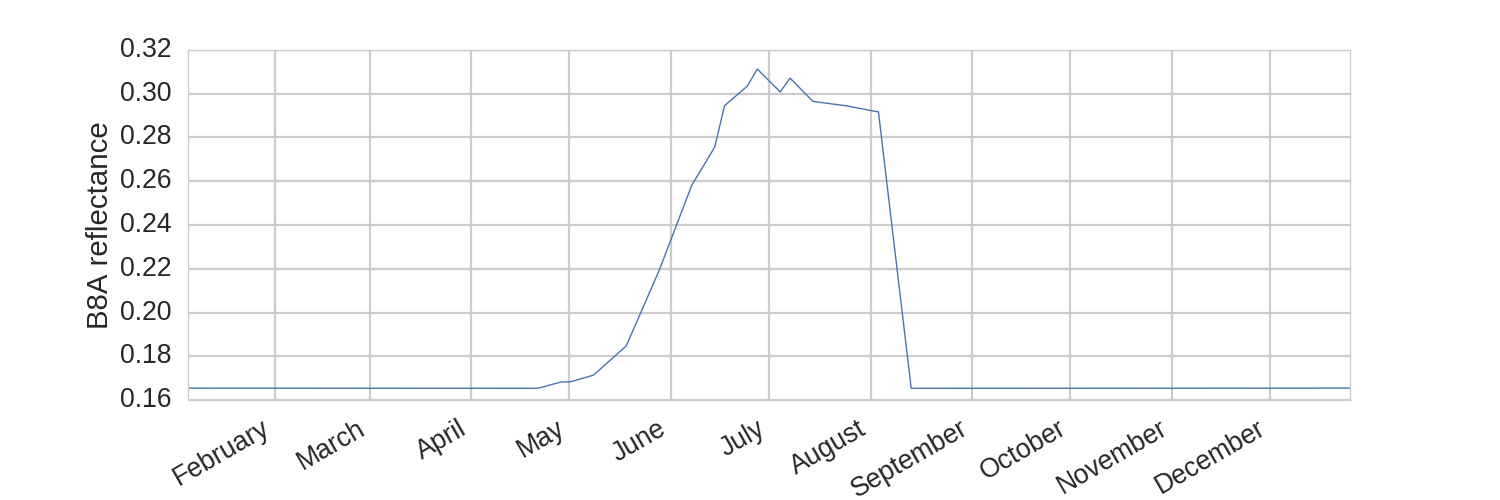 0.32
0.30
0.28
0.26
0.24
0.22
0.20
0.18
0.16
B8A reflectance
February
March
April
May
June
July
August
September
October
November
December